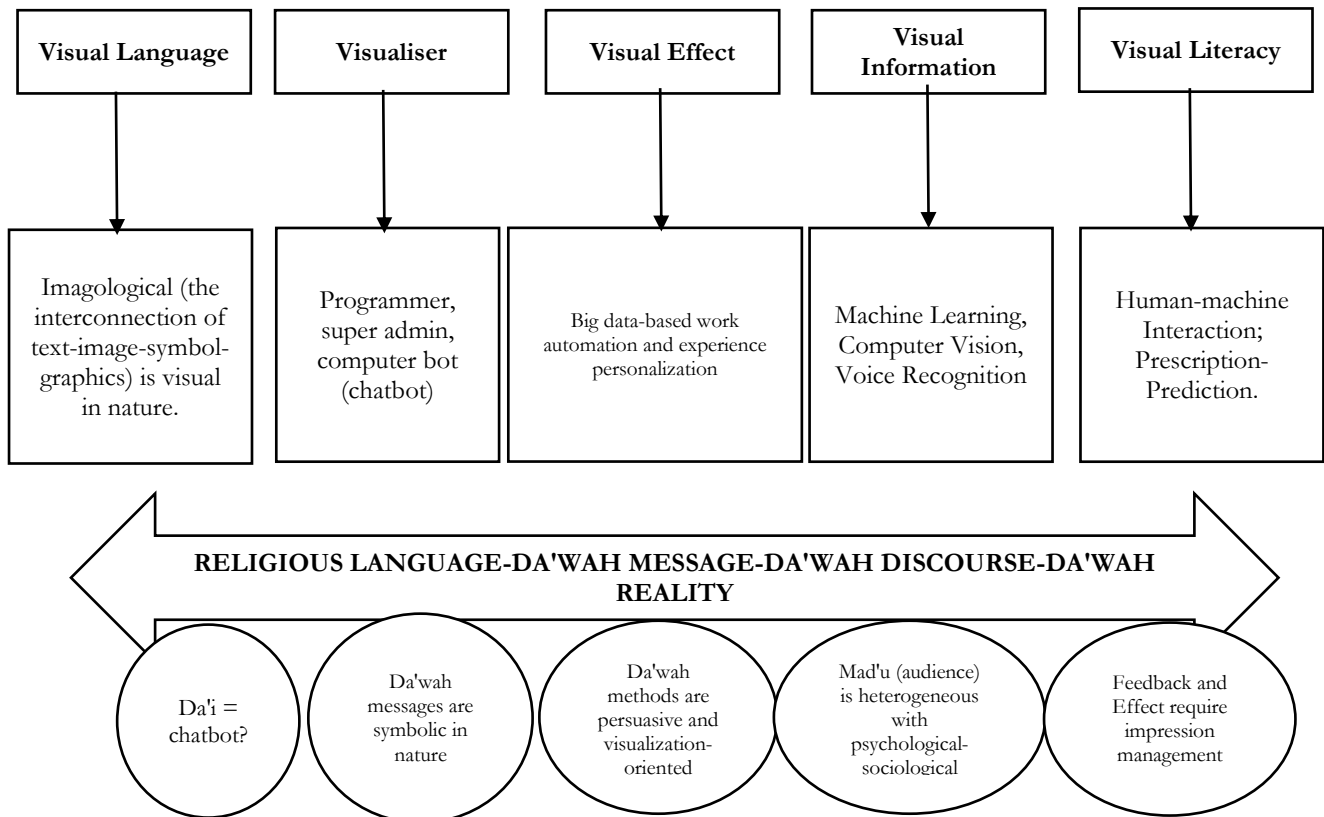 Visual Language
Visualiser
Visual Effect
Visual
Information
Visual Literacy
Imagological (the
interconnection of
text-image-symbol-
graphics) is visual
in nature.
Programmer,
super admin,
computer bot
(chatbot)
Big data-based work
automation and experience
personalization
Machine Learning,
Computer Vision,
Voice Recognition
Human-machine
Interaction;
Prescription-
Prediction.
RELIGIOUS LANGUAGE-DA'WAH MESSAGE-DA'WAH DISCOURSE-DA'WAH
REALITY
Da'i =
chatbot?
Da'wah
messages are
symbolic in
nature
Da'wah
methods are
persuasive and
visualization-
oriented
Mad'u (audience)
is heterogeneous
with
psychological-
sociological
Feedback and
Effect require
impression
management